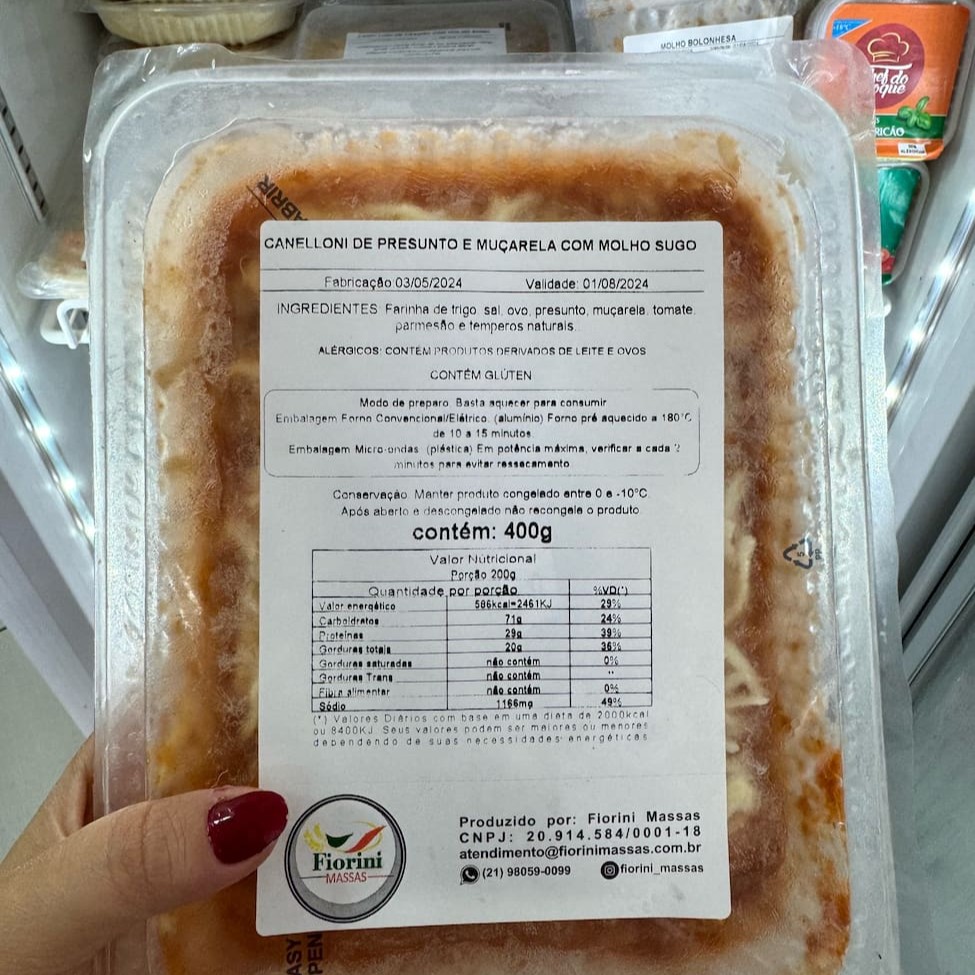 MOLHO BOLONHESA
ABRIR
CANELLONI DE PRESUNTO E MUÇARELA COM MOLHO SUGO
Fabricação:03/05/2024 Validade: 01/08/2024
INGREDIENTES: Farinha de trigo, sal, ovo, presunto, muçarela, tomate,
parmesão e temperos naturais.
ALÉRGICOS: CONTÉM PRODUTOS DERIVADOS DE LEITE E OVOS
CONTÉM GLÚTEN
Modo de preparo. Basta aquecer para consumir
Embalagem Forno Convencional/Elétrico. (alumínio) Forno pré aquecido a 180°C
de 10 a 15 minutos.
Embalagem Micro-ondas (plástica) Em potência máxima, verificar a cada 2
minutos para evitar ressecamento
Conservação. Manter produto congelado entre 0 e -10°C
Após aberto e descongelado não recongele o produto.
contém: 400g
Valor Nutricional
Porção 200g
Quantidade por porção %VD(*)
Valor energético 586kcal=2461KJ 29%
Carboidratos 71g 24%
Proteínas 29g 39%
Gorduras totais 20g 36%
Gorduras saturadas não contém 0%
Gorduras Trans não contém **
Fibra alimentar não contém 0%
Sódio 1166mg 49%
(*) Valores Diários com base em uma dieta de 2000kcal
ou 8400KJ. Seus valores podem ser maiores ou menores
dependendo de suas necessidades energéticas
Fiorini
MASSAS
Produzido por: Fiorini Massas
CNPJ: 20.914.584/0001-18
atendimento@fiorinimassas.com.br
(21) 98059-0099 fiorini_massas
5
PP